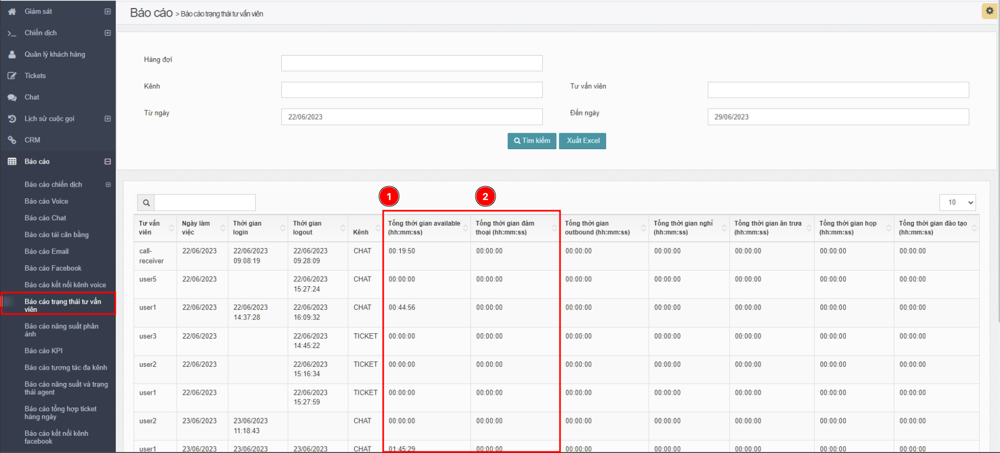 Giám sát
Chiến dịch
Quản lý khách hàng
Tickets
Chat
Lịch sử cuộc gọi
CRM
Báo cáo
Báo cáo chiến dịch
Báo cáo Voice
Báo cáo Chat
Báo cáo tái cân bằng
Báo cáo Email
Báo cáo Facebook
Báo cáo kết nối kênh voice
Báo cáo trạng thái tư vấn
viên
Báo cáo năng suất phản
ánh
Báo cáo KPI
Báo cáo tương tác đa kênh
Báo cáo năng suất và trạng
thái agent
Báo cáo tổng hợp ticket
hàng ngày
Báo cáo kết nối kênh
facebook
Báo cáo > Báo cáo trạng thái tư vấn viên
Hàng đợi
Kênh
Tư vấn viên
Từ ngày 22/06/2023
Đến ngày 29/06/2023
Tìm kiếm Xuất Excel
1 2
10
Tư vấn viên Ngày làm việc Thời gian login Thời gian logout Kênh Tổng thời gian available (hh:mm:ss) Tổng thời gian đàm thoại (hh:mm:ss) Tổng thời gian outbound (hh:mm:ss) Tổng thời gian nghỉ (hh:mm:ss) Tổng thời gian ăn trưa (hh:mm:ss) Tổng thời gian họp (hh:mm:ss) Tổng thời gian đào tạo (hh:mm:ss)
call-receiver 22/06/2023 22/06/2023 09:08:19 22/06/2023 09:28:09 CHAT 00:19:50 00:00:00 00:00:00 00:00:00 00:00:00 00:00:00 00:00:00
user5 22/06/2023 22/06/2023 15:27:24 CHAT 00:00:00 00:00:00 00:00:00 00:00:00 00:00:00 00:00:00 00:00:00
user1 22/06/2023 22/06/2023 14:37:28 22/06/2023 16:09:32 CHAT 00:44:56 00:00:00 00:00:00 00:00:00 00:00:00 00:00:00 00:00:00
user3 22/06/2023 22/06/2023 14:45:22 TICKET 00:00:00 00:00:00 00:00:00 00:00:00 00:00:00 00:00:00 00:00:00
user2 22/06/2023 22/06/2023 15:16:34 TICKET 00:00:00 00:00:00 00:00:00 00:00:00 00:00:00 00:00:00 00:00:00
user1 22/06/2023 22/06/2023 15:27:59 TICKET 00:00:00 00:00:00 00:00:00 00:00:00 00:00:00 00:00:00 00:00:00
user2 23/06/2023 23/06/2023 11:18:43 CHAT 00:00:00 00:00:00 00:00:00 00:00:00 00:00:00 00:00:00 00:00:00
user1 23/06/2023 23/06/2023 23/06/2023 CHAT 01:45:29 00:00:00 00:00:00 00:00:00 00:00:00 00:00:00 00:00:00